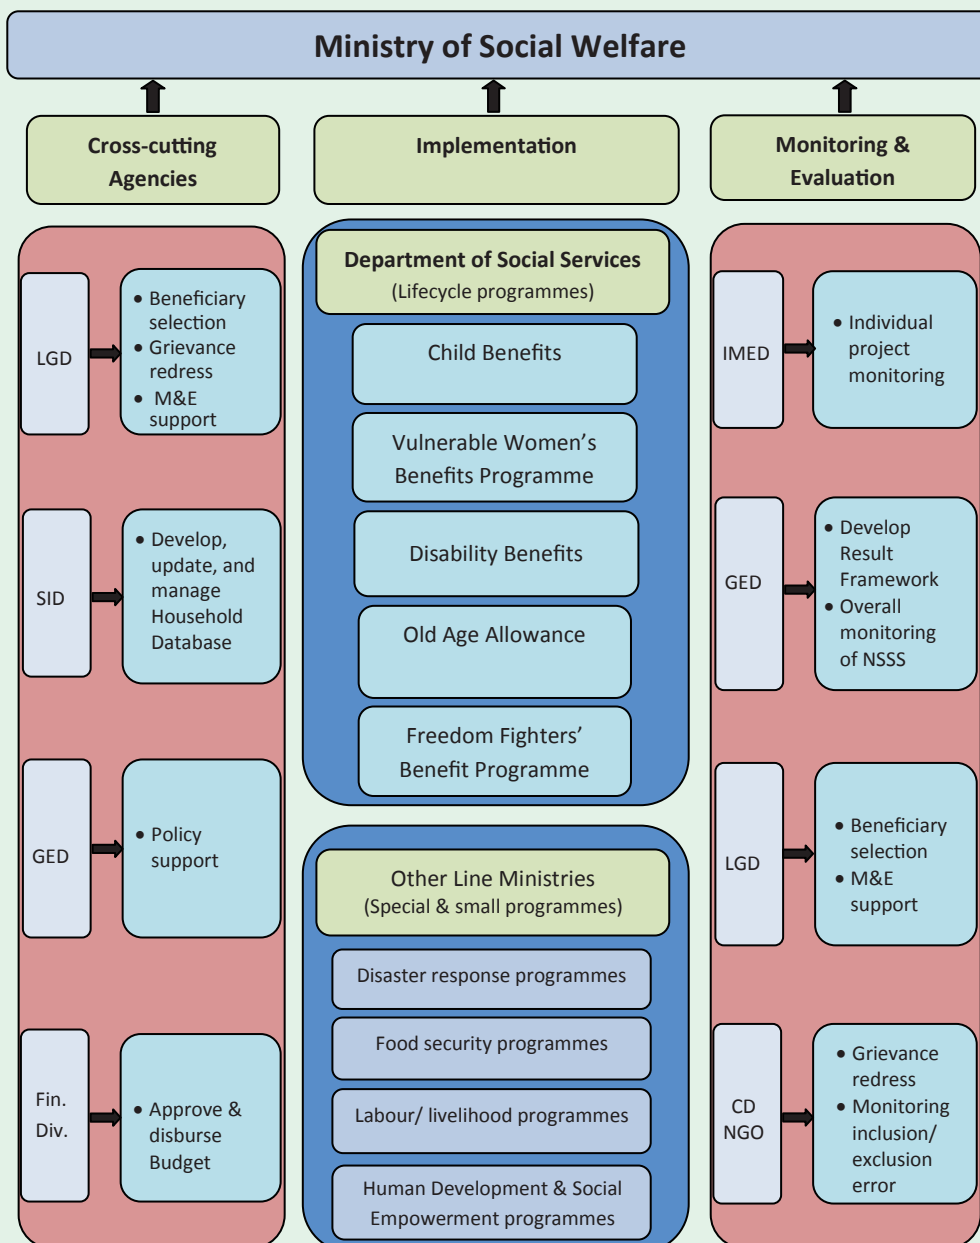 Ministry of Social Welfare
Cross-cutting
Agencies
LGD
• Beneficiary
selection
• Grievance
redress
• M&E
support
SID
• Develop,
update, and
manage
Household
Database
GED
• Policy
support
Fin.
Div.
• Approve &
disburse
Budget
Implementation
Department of Social Services
(Lifecycle programmes)
Child Benefits
Vulnerable Women’s
Benefits Programme
Disability Benefits
Old Age Allowance
Freedom Fighters’
Benefit Programme
Other Line Ministries
(Special & small programmes)
Disaster response programmes
Food security programmes
Labour/ livelihood programmes
Human Development & Social
Empowerment programmes
Monitoring &
Evaluation
IMED
• Individual
project
monitoring
GED
• Develop
Result
Framework
• Overall
monitoring
of NSSS
LGD
• Beneficiary
selection
• M&E
support
CD
NGO
• Grievance
redress
• Monitoring
inclusion/
exclusion
error